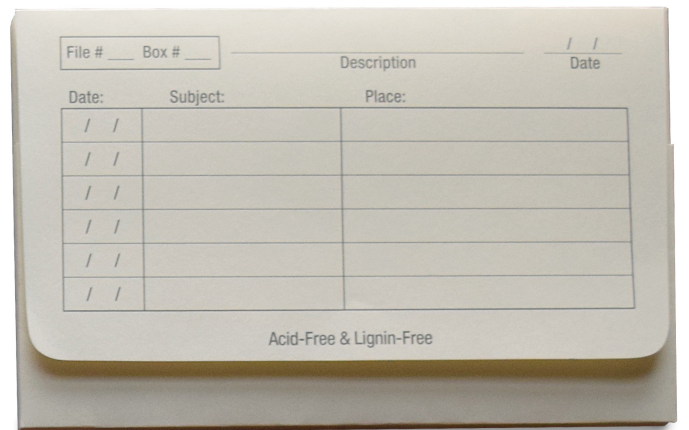 File # ___ Box # ___
/ /
Description
Date
Date: Subject: Place:
/ /
/ /
/ /
/ /
/ /
/ /
Acid-Free & Lignin-Free